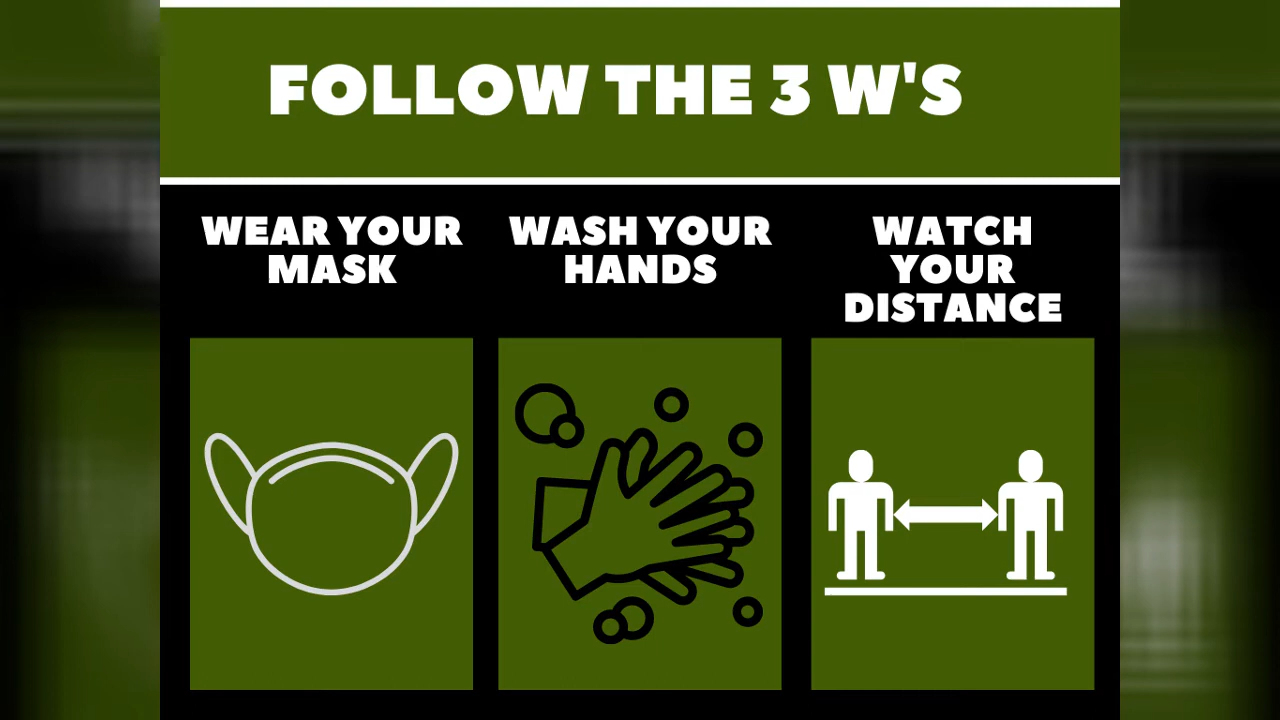 FOLLOW THE 3 W'S
WEAR YOUR
MASK
WASH YOUR
HANDS
WATCH
YOUR
DISTANCE